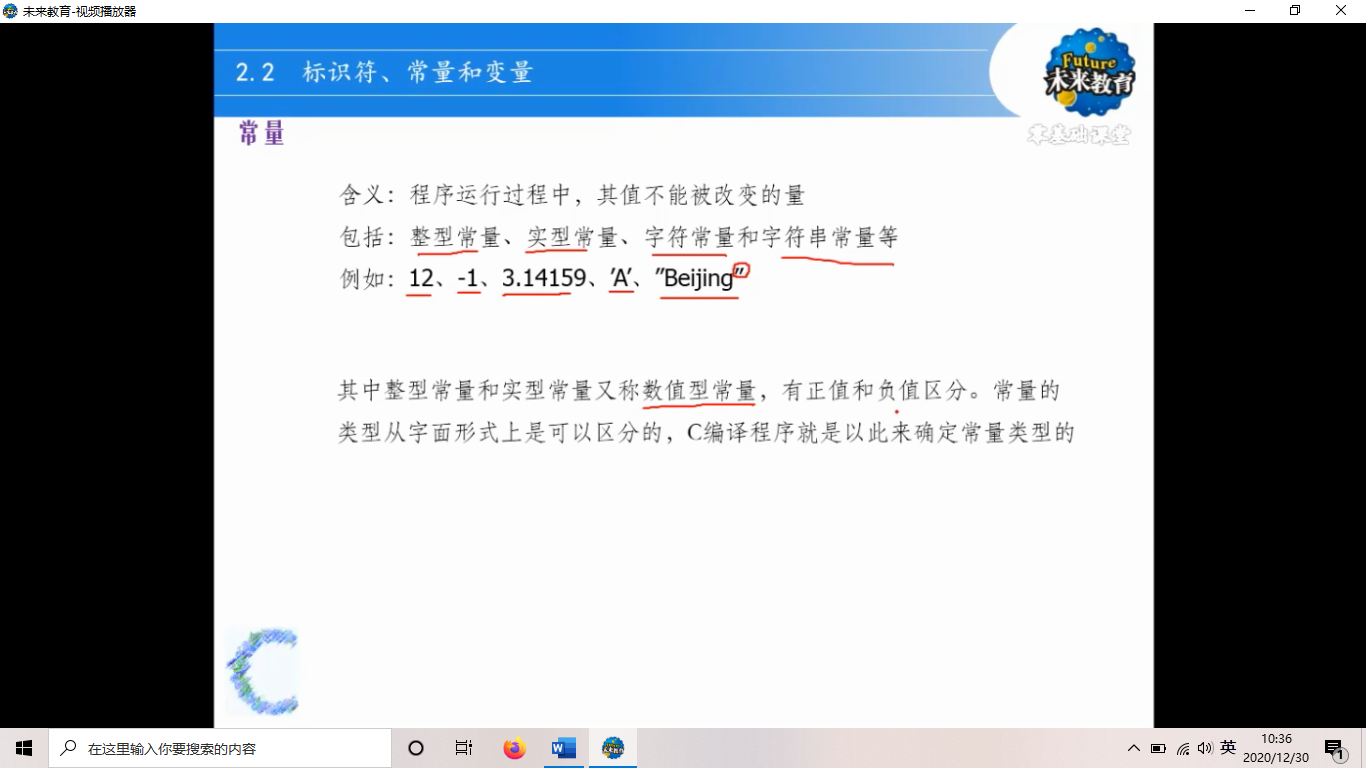 未来教育-视频播放器
2.2 标识符、常量和变量
Future
未来教育
零基础课堂
常量
含义：程序运行过程中，其值不能被改变的量
包括：整型常量、实型常量、字符常量和字符串常量等
例如：12、-1、3.14159、′A′、″Beijing″
其中整型常量和实型常量又称数值型常量，有正值和负值区分。常量的
类型从字面形式上是可以区分的，C编译程序就是以此来确定常量类型的
在这里输入你要搜索的内容
英
10:36
2020/12/30
1